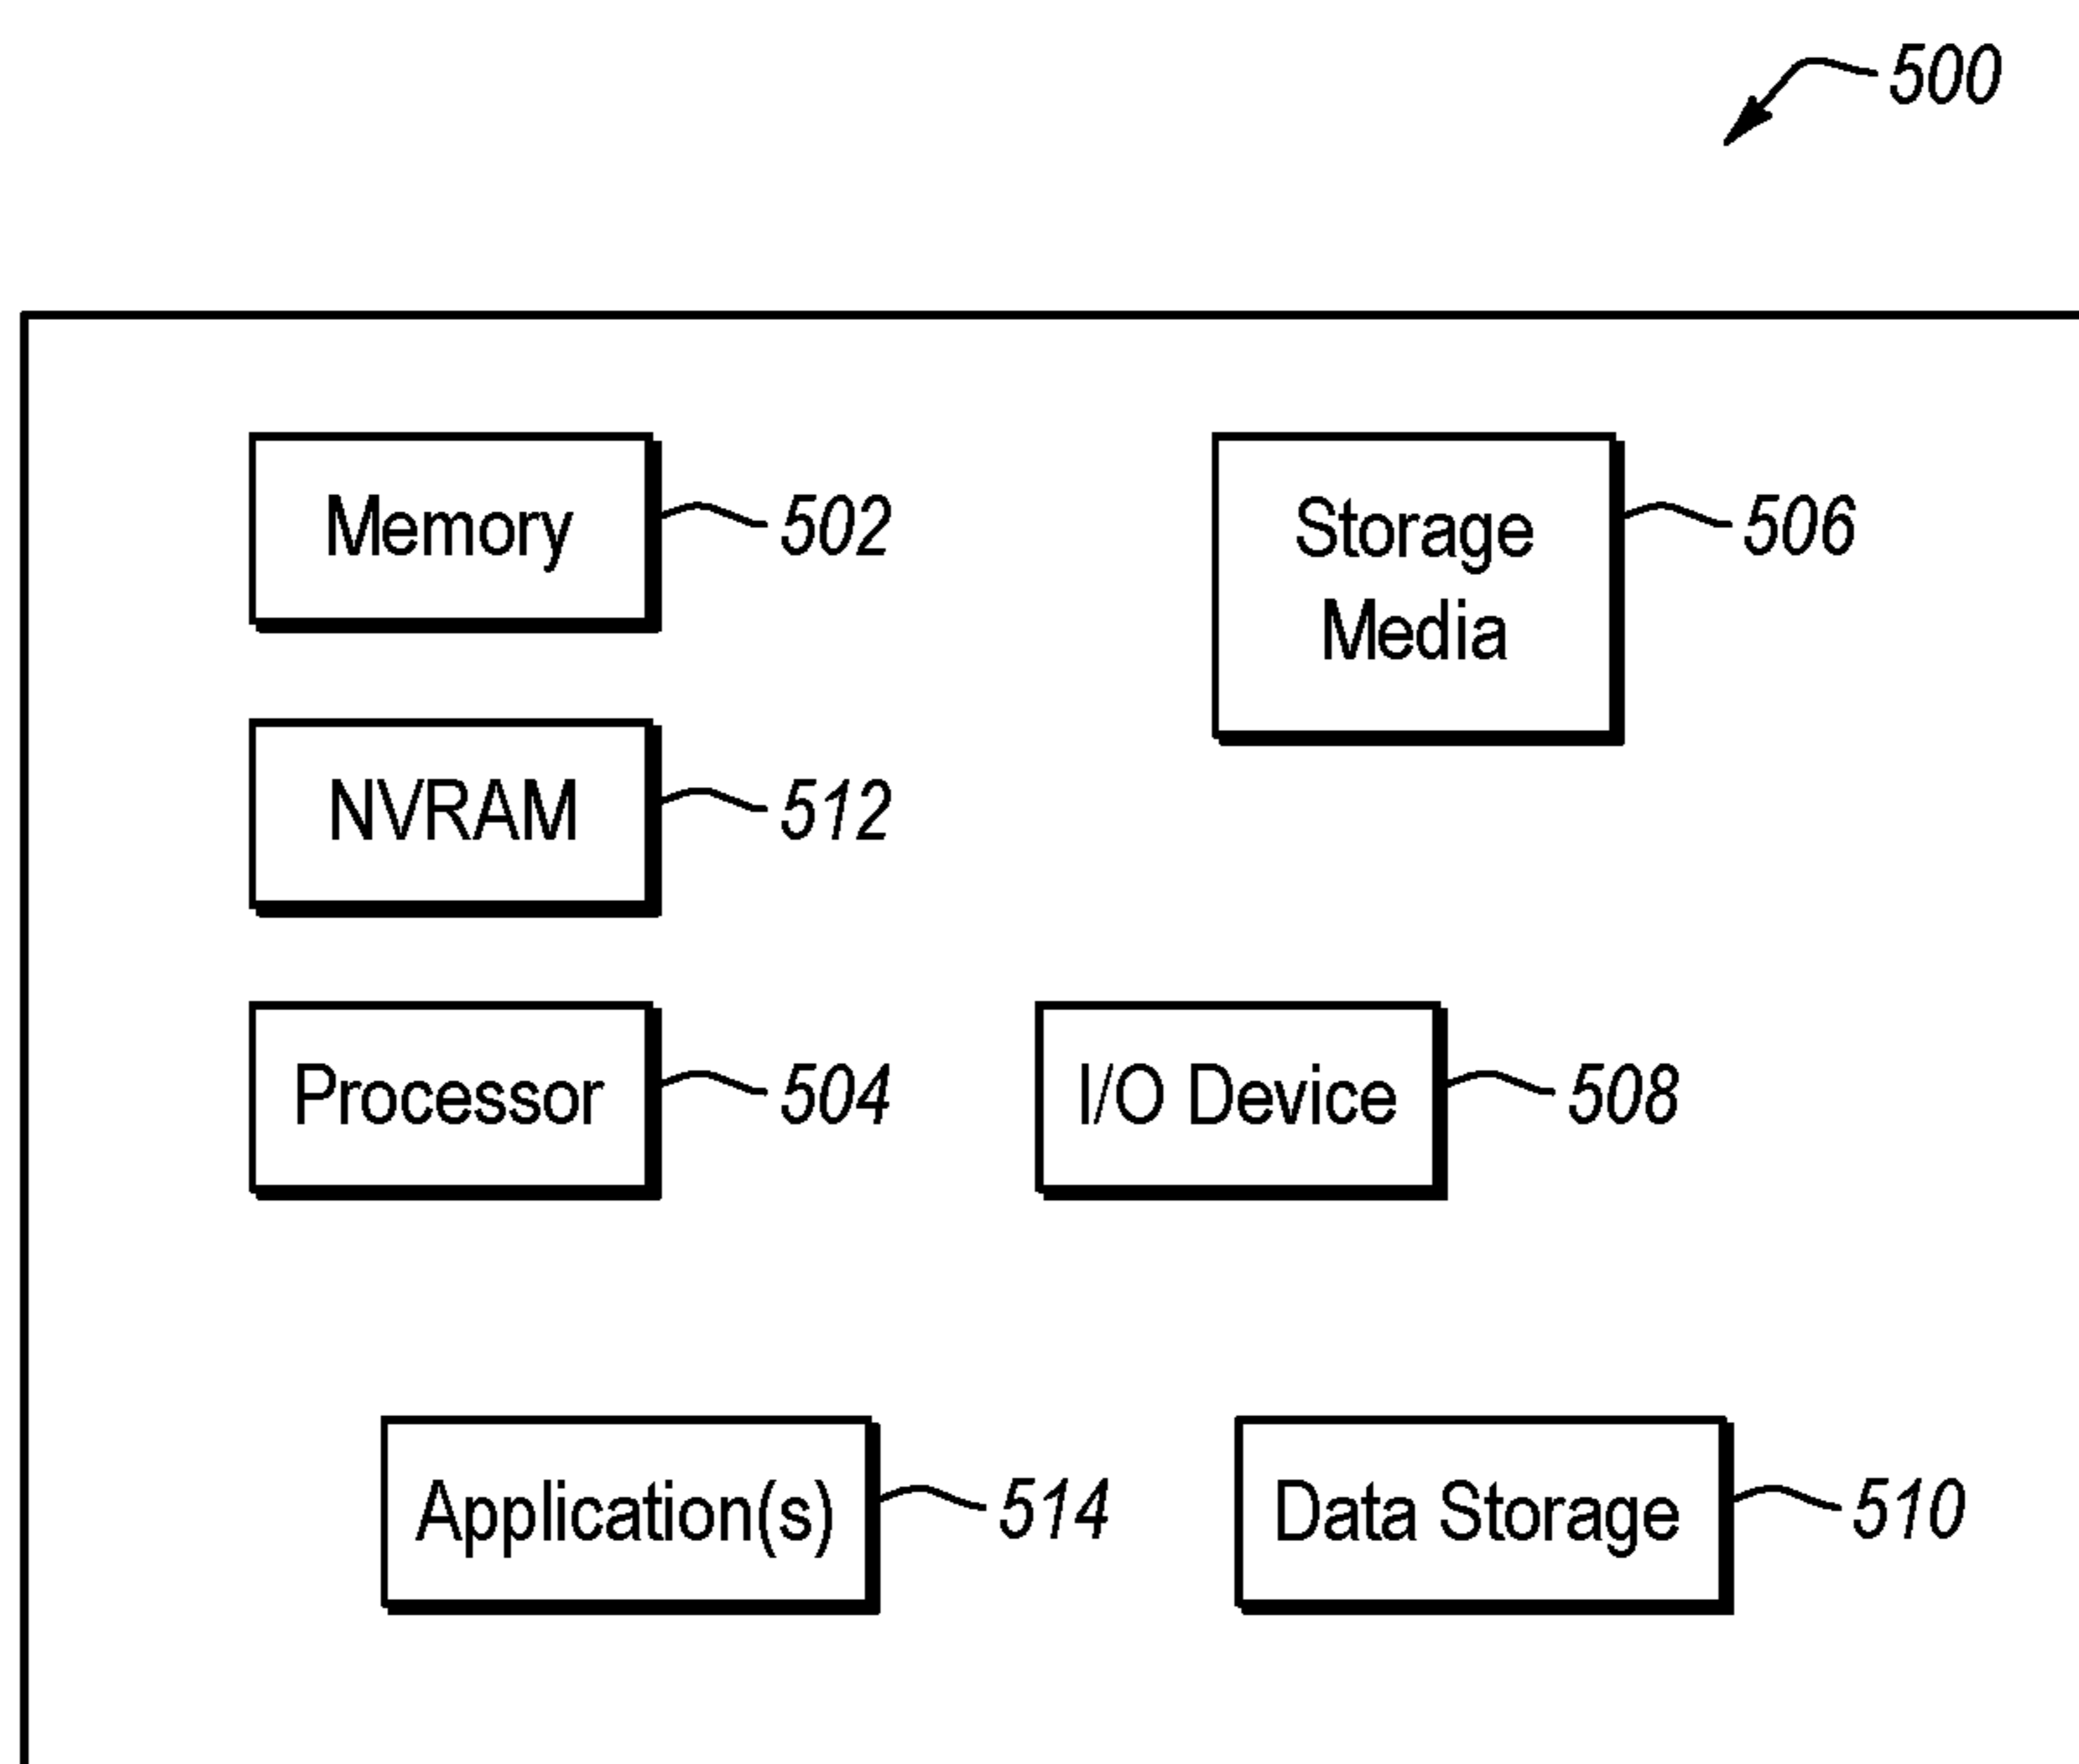 500
Memory 502
Storage 506
Media
NVRAM 512
Processor 504
I/O Device 508
Application(s) 514
Data Storage 510